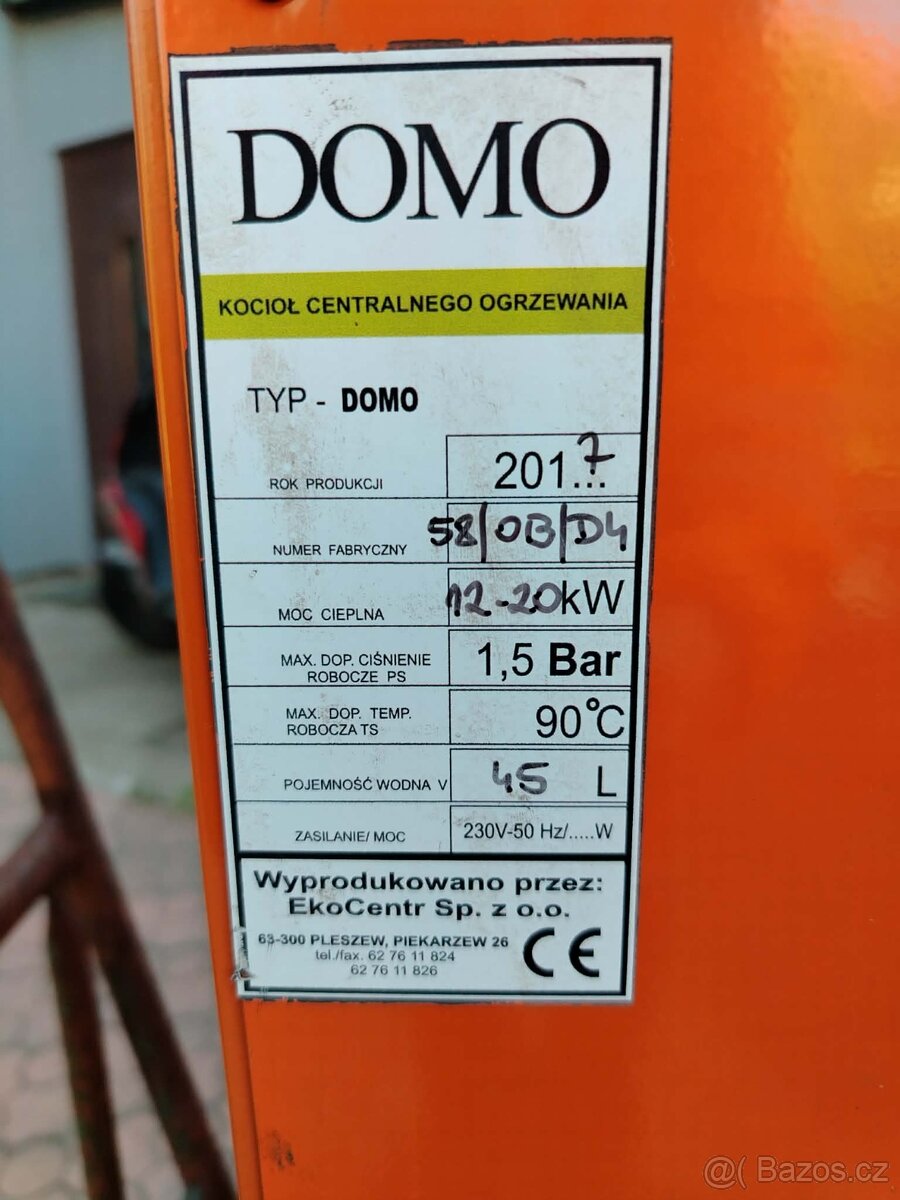 DOMO
KOCIOŁ CENTRALNEGO OGRZEWANIA
TYP - DOMO
ROK PRODUKCJI 201...7
NUMER FABRYCZNY 58/OB/D4
MOC CIEPLNA 12-20kW
MAX. DOP. CIŚNIENIE
ROBOCZE PS 1,5 Bar
MAX. DOP. TEMP.
ROBOCZA TS 90°C
POJEMNOŚĆ WODNA V 45 L
ZASILANIE/ MOC 230V-50 Hz/.....W
Wyprodukowano przez:
EkoCentr Sp. z o.o.
63-300 PLESZEW, PIEKARZEW 26
tel./fax. 62 76 11 824
62 76 11 826
CE
@( Bazos.cz